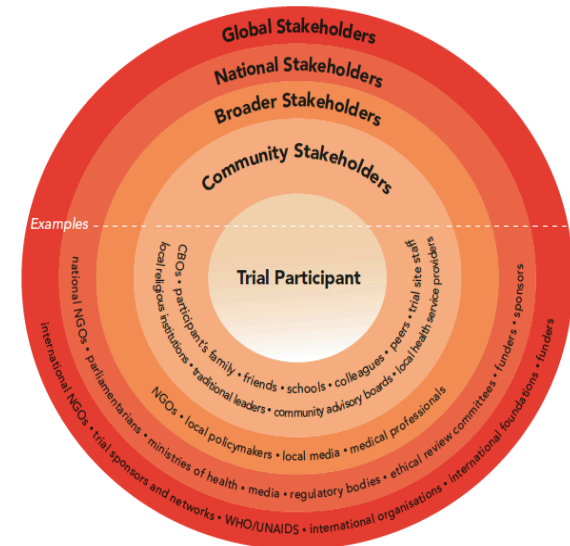 Global Stakeholders
National Stakeholders
Broader Stakeholders
Community Stakeholders
Examples
Trial Participant
CBOs • participant's family • friends • schools • colleagues • peers • trial site staff
local religious institutions • traditional leaders • community advisory boards • local health service providers
NGOs • local policymakers • local media • medical professionals
national NGOs • parliamentarians • ministries of health • media • regulatory bodies • ethical review committees • funders • sponsors
international NGOs • trial sponsors and networks • WHO/UNAIDS • international organisations • international foundations • funders